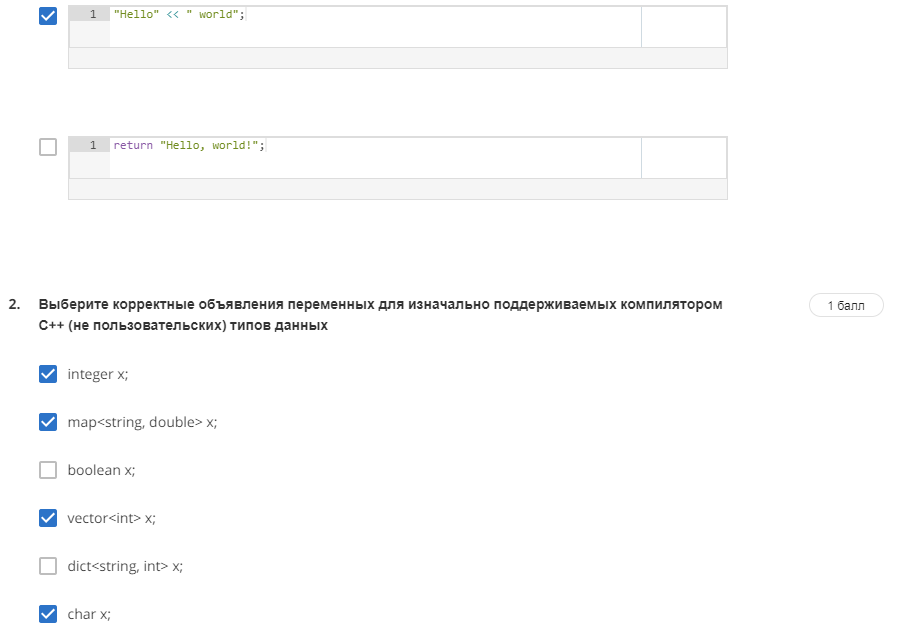 1 "Hello" << " world";
1 return "Hello, world!";
2. Выберите корректные объявления переменных для изначально поддерживаемых компилятором 1 балл
C++ (не пользовательских) типов данных
integer x;
map<string, double> x;
boolean x;
vector<int> x;
dict<string, int> x;
char x;